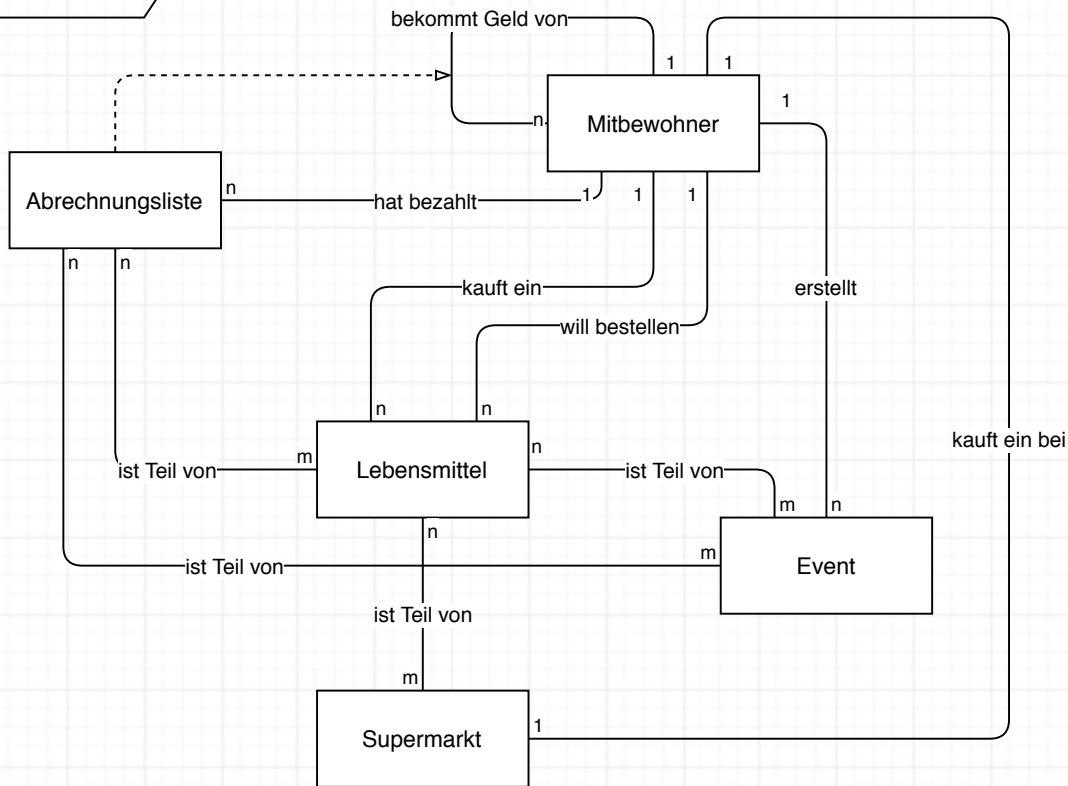 bekommt Geld von
1
1
1
n
Mitbewohner
Abrechnungsliste
n
hat bezahlt
1
1
1
n
n
kauft ein
erstellt
will bestellen
n
n
kauft ein bei
n
m
ist Teil von
Lebensmittel
ist Teil von
m
n
n
m
ist Teil von
Event
ist Teil von
m
1
Supermarkt